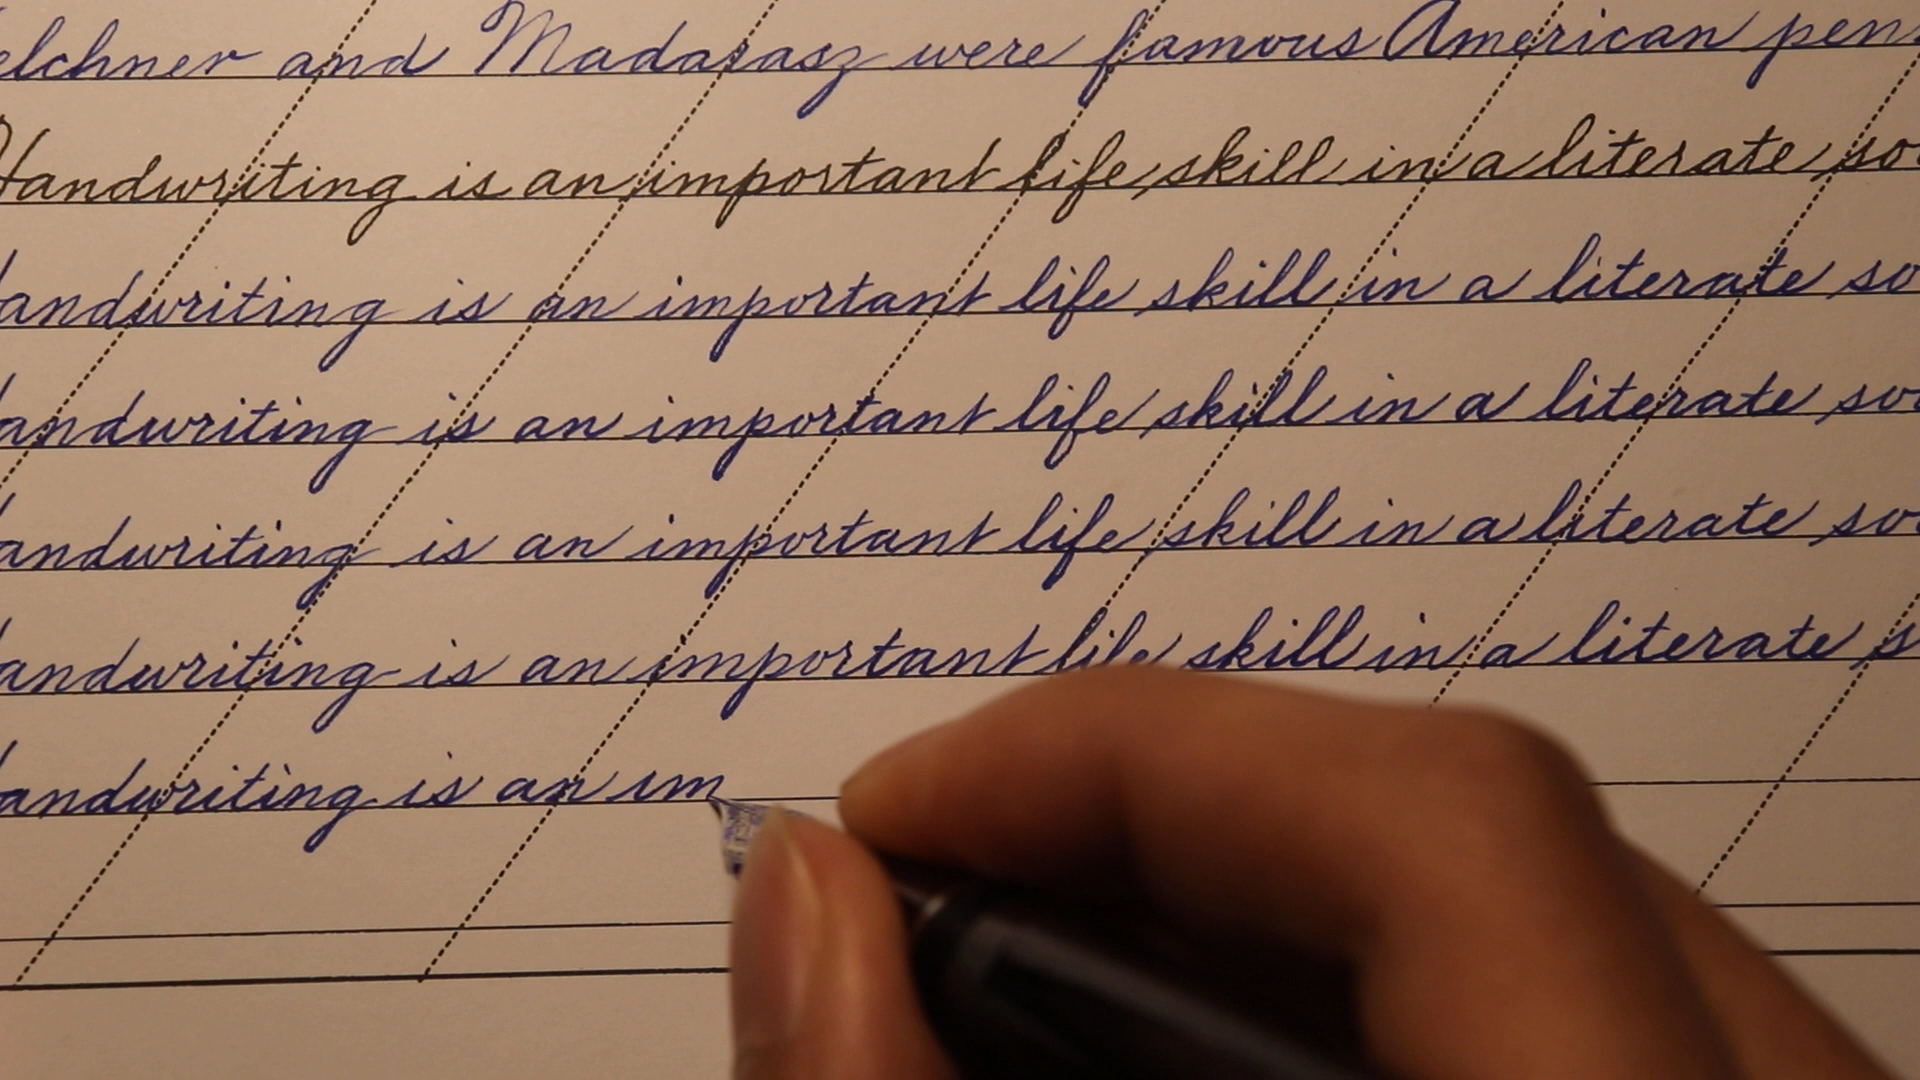 elchner and Madarasz were famous American pen
Handwriting is an important life skill in a literate so
andwriting is an important life skill in a literate so
andwriting is an important life skill in a literate so
andwriting is an important life skill in a literate so
andwriting is an important life skill in a literate s
andwriting is an im